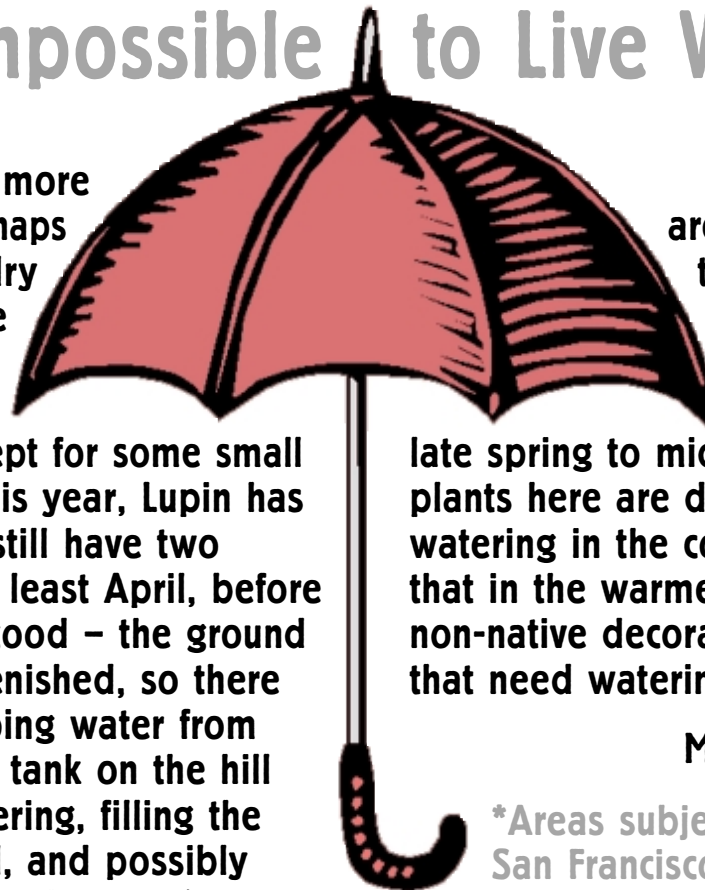 mpossible to Live W
more
haps
dry
e
ept for some small
is year, Lupin has
still have two
least April, before
ood – the ground
enished, so there
ping water from
tank on the hill
ering, filling the
l, and possibly
are
t
late spring to mid
plants here are d
watering in the co
that in the warme
non-native decora
that need waterin
M
*Areas subje
San Francisco